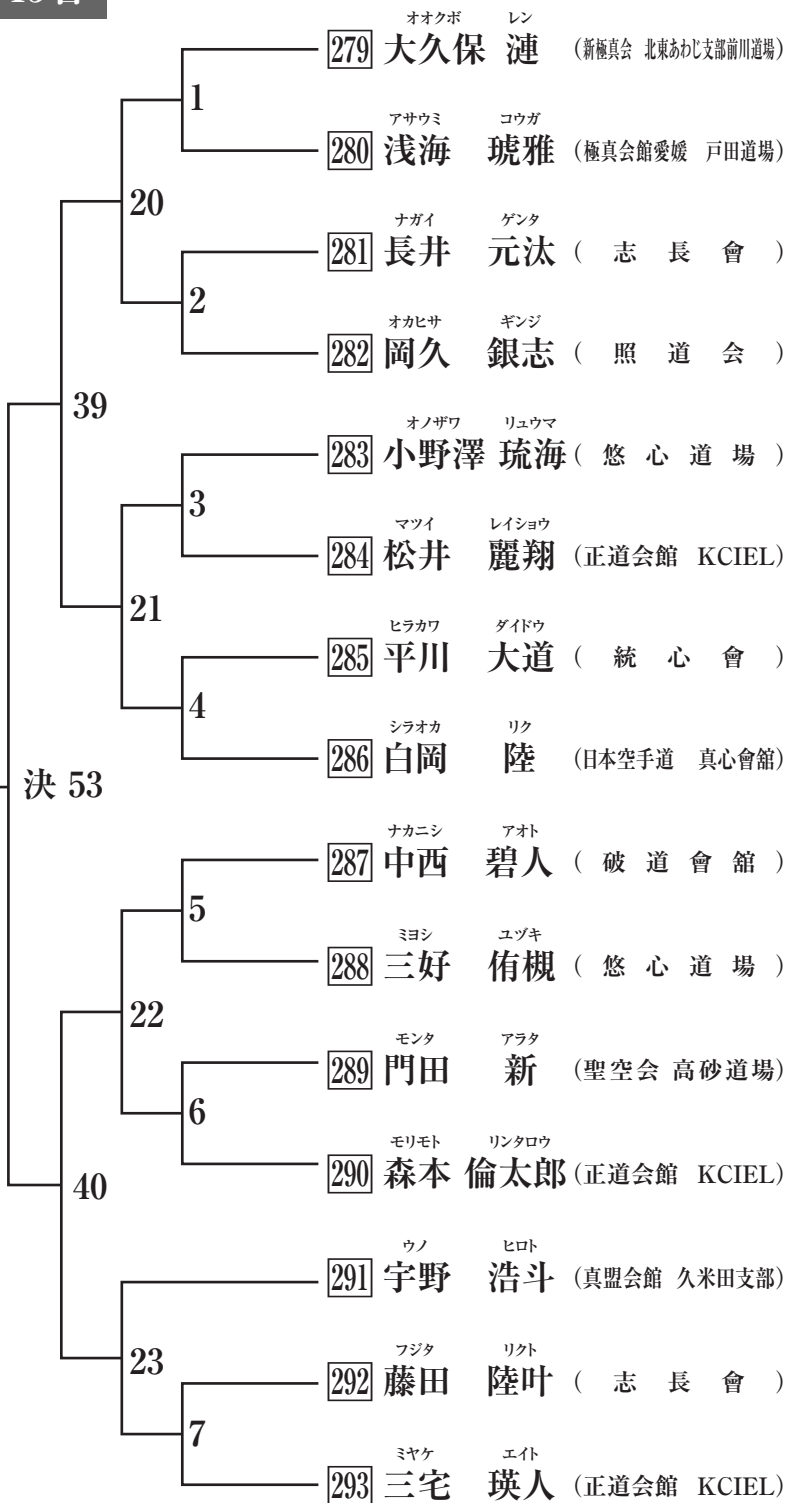 オオクボ レン
279 大久保 漣 (新極真会 北東あわじ支部前川道場)
1
アサウミ コウガ
280 浅海 琥雅 (極真会館愛媛 戸田道場)
20
ナガイ ゲンタ
281 長井 元汰 ( 志 長 會 )
2
オカヒサ ギンジ
282 岡久 銀志 ( 照 道 会 )
39
オノザワ リュウマ
283 小野澤 琉海 ( 悠 心 道 場 )
3
マツイ レイショウ
284 松井 麗翔 (正道会館 KCIEL)
21
ヒラカワ ダイドウ
285 平川 大道 ( 統 心 會 )
4
シラオカ リク
286 白岡 陸 (日本空手道 真心會舘)
決 53
ナカニシ アオト
287 中西 碧人 ( 破 道 會 舘 )
5
ミヨシ ユヅキ
288 三好 侑槻 ( 悠 心 道 場 )
22
モンタ アラタ
289 門田 新 (聖空会 高砂道場)
6
モリモト リンタロウ
290 森本 倫太郎 (正道会館 KCIEL)
40
ウノ ヒロト
291 宇野 浩斗 (真盟会館 久米田支部)
23
フジタ リクト
292 藤田 陸叶 ( 志 長 會 )
7
ミヤケ エイト
293 三宅 瑛人 (正道会館 KCIEL)